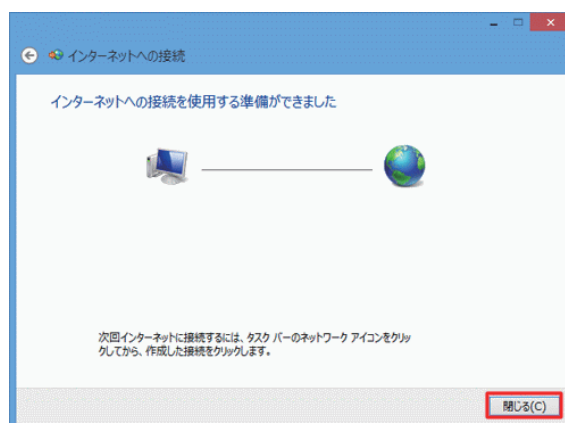 インターネットへの接続
インターネットへの接続を使用する準備ができました
次回インターネットに接続するには、タスク バーのネットワーク アイコンをクリッ
クしてから、作成した接続をクリックします。
閉じる(C)